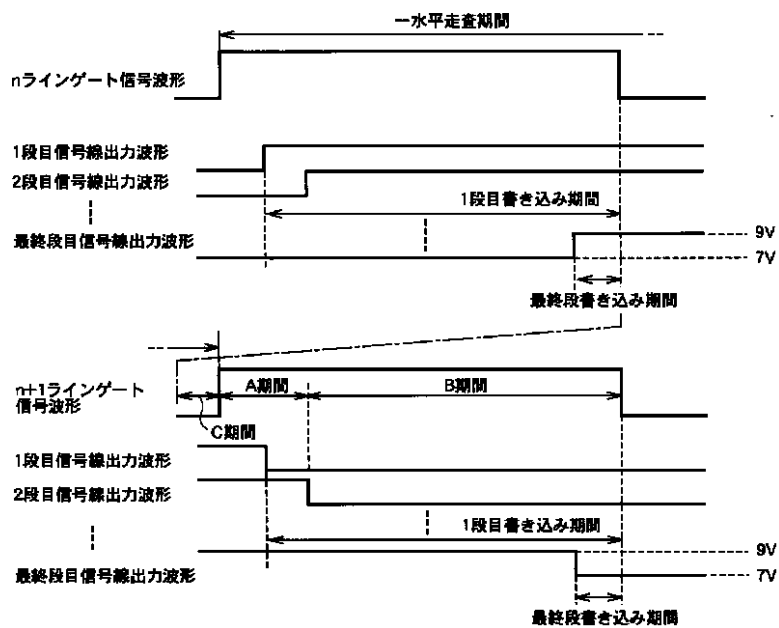 一水平走査期間
nラインゲート信号波形
1段目信号線出力波形
2段目信号線出力波形
1段目書き込み期間
最終段目信号線出力波形
9V
7V
最終段書き込み期間
n+1ラインゲート
信号波形
A期間
B期間
C期間
1段目信号線出力波形
2段目信号線出力波形
1段目書き込み期間
9V
最終段目信号線出力波形
7V
最終段書き込み期間